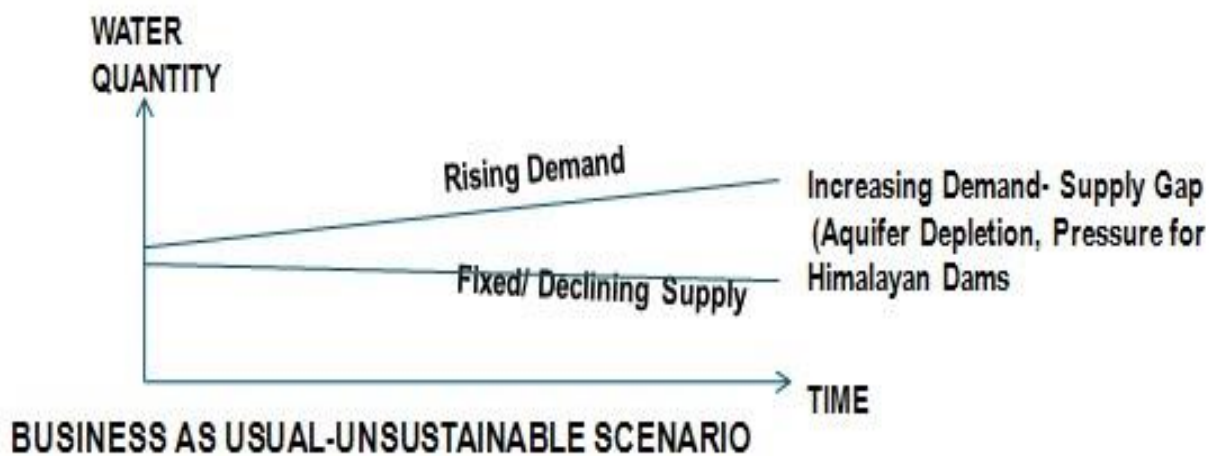 WATER
QUANTITY
Rising Demand
Increasing Demand- Supply Gap
(Aquifer Depletion, Pressure for
Himalayan Dams
Fixed/ Declining Supply
TIME
BUSINESS AS USUAL-UNSUSTAINABLE SCENARIO